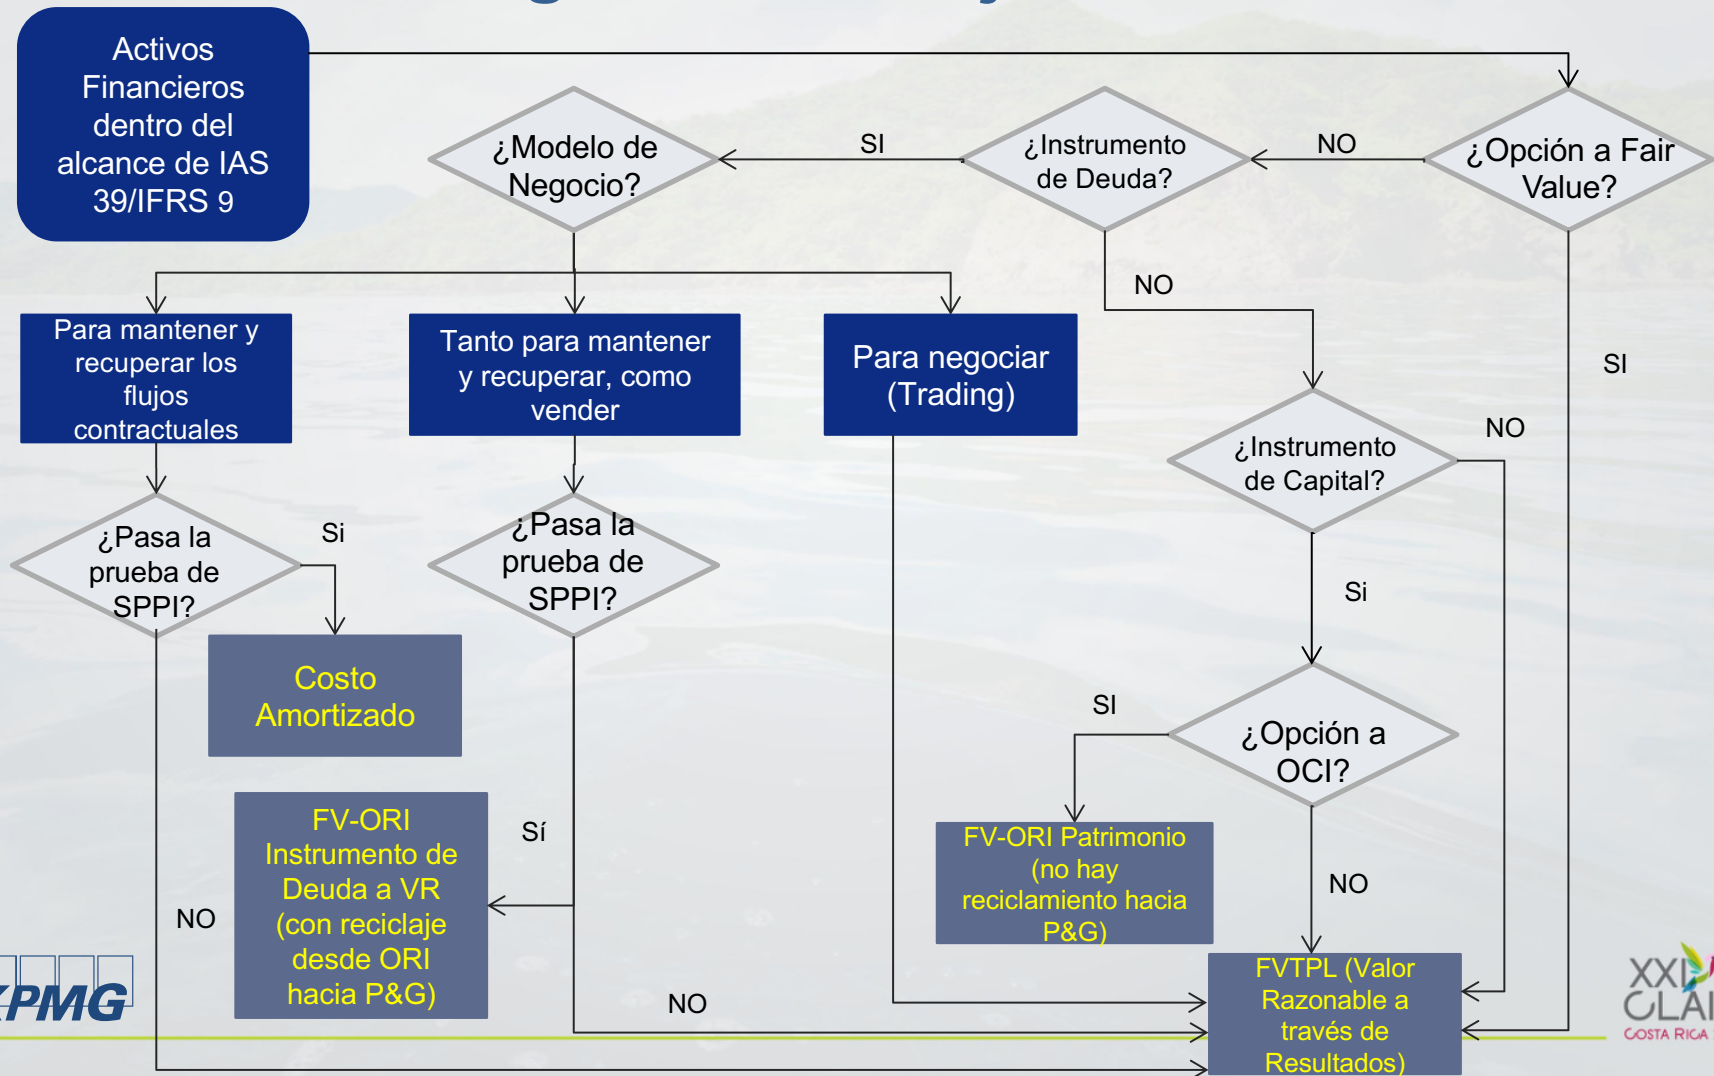 Activos
Financieros
dentro del
alcance de IAS
39/IFRS 9
¿Modelo de
Negocio?
SI
¿Instrumento
de Deuda?
NO
¿Opción a Fair
Value?
NO
SI
Para mantener y
recuperar los
flujos
contractuales
Tanto para mantener
y recuperar, como
vender
Para negociar
(Trading)
¿Instrumento
de Capital?
NO
¿Pasa la
prueba de
SPPI?
Si
¿Pasa la
prueba de
SPPI?
Si
Costo
Amortizado
SI
¿Opción a
OCI?
FV-ORI
Instrumento de
Deuda a VR
(con reciclaje
desde ORI
hacia P&G)
Sí
FV-ORI Patrimonio
(no hay
reciclamiento hacia
P&G)
NO
NO
NO
FVTPL (Valor
Razonable a
través de
Resultados)
KPMG
XXI
CLAI
COSTA RICA